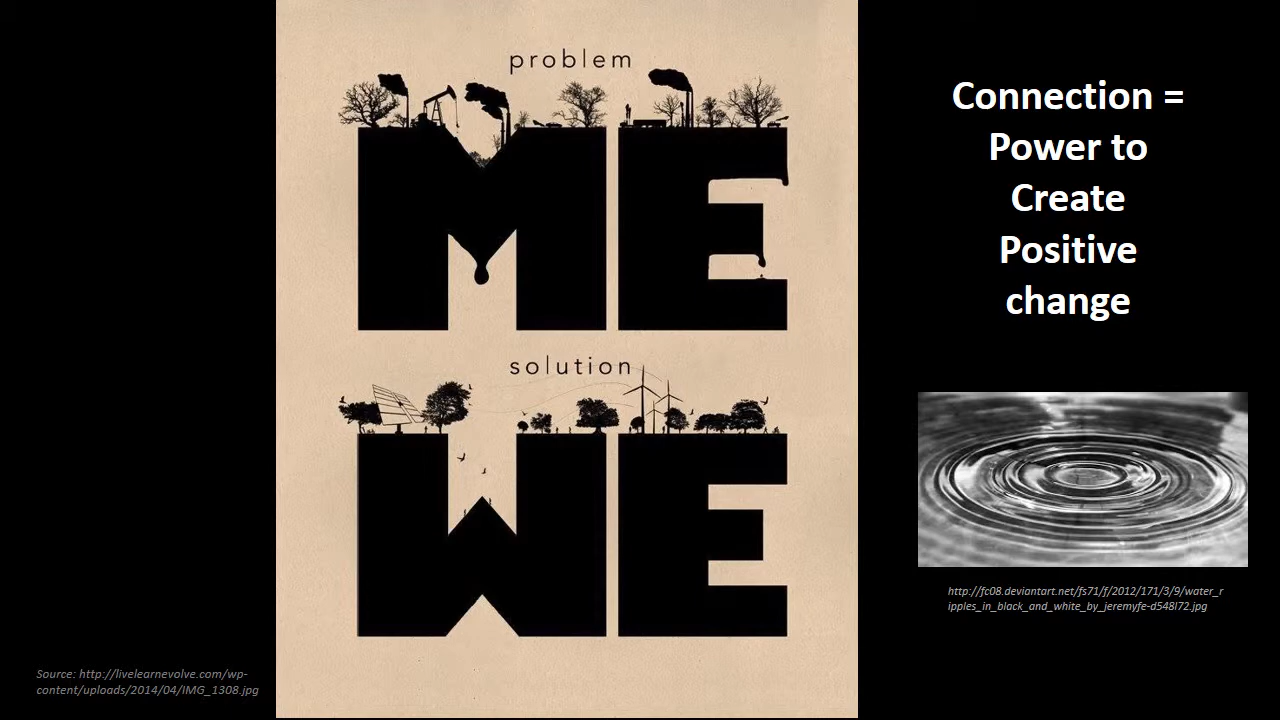 problem
ME
solution
WE
Connection =
Power to
Create
Positive
change
http://fc08.deviantart.net/fs71/f/2012/171/3/9/water_r
ipples_in_black_and_white_by_jeremyfe-d548l72.jpg
Source: http://livelearnevolve.com/wp-
content/uploads/2014/04/IMG_1308.jpg